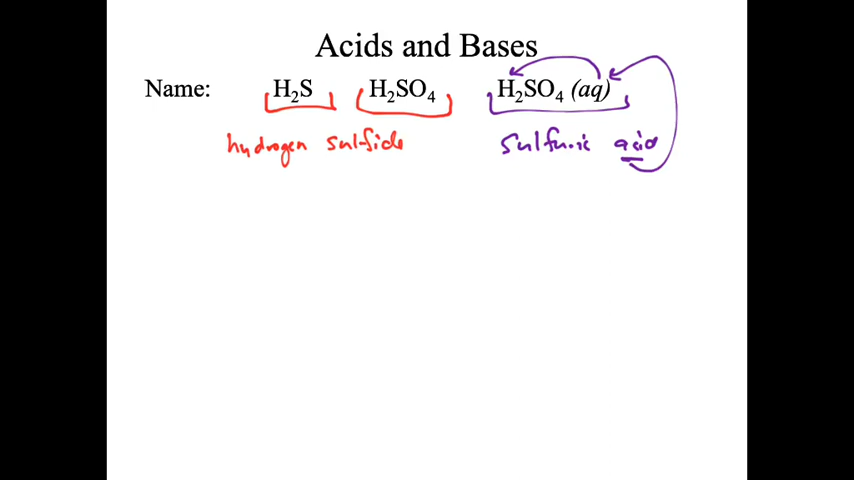 Acids and Bases
Name: H₂S H₂SO₄ H₂SO₄ (aq)
hydrogen sulfide sulfuric acid